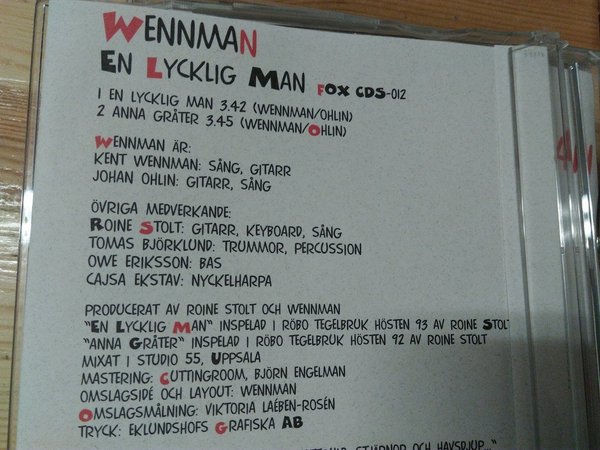 WENNMAN
EN LYCKLIG MAN FOX CDS-012
1 EN LYCKLIG MAN 3.42 (WENNMAN/OHLIN)
2 ANNA GRÅTER 3.45 (WENNMAN/OHLIN)
WENNMAN ÄR:
KENT WENNMAN: SÅNG, GITARR
JOHAN OHLIN: GITARR, SÅNG
ÖVRIGA MEDVERKANDE:
ROINE STOLT: GITARR, KEYBOARD, SÅNG
TOMAS BJÖRKLUND: TRUMMOR, PERCUSSION
OWE ERIKSSON: BAS
CAJSA EKSTAV: NYCKELHARPA
PRODUCERAT AV ROINE STOLT OCH WENNMAN
"EN LYCKLIG MAN" INSPELAD I RÖBO TEGELBRUK HÖSTEN 93 AV ROINE STOLT
"ANNA GRÅTER" INSPELAD I RÖBO TEGELBRUK HÖSTEN 92 AV ROINE STOLT
MIXAT I STUDIO 55, UPPSALA
MASTERING: CUTTINGROOM, BJÖRN ENGELMAN
OMSLAGSIDÉ OCH LAYOUT: WENNMAN
OMSLAGSMÅLNING: VIKTORIA LAÉBEN-ROSÉN
TRYCK: EKLUNDSHOFS GRAFISKA AB
STJÄRNOR OCH HAVSDJUP..."